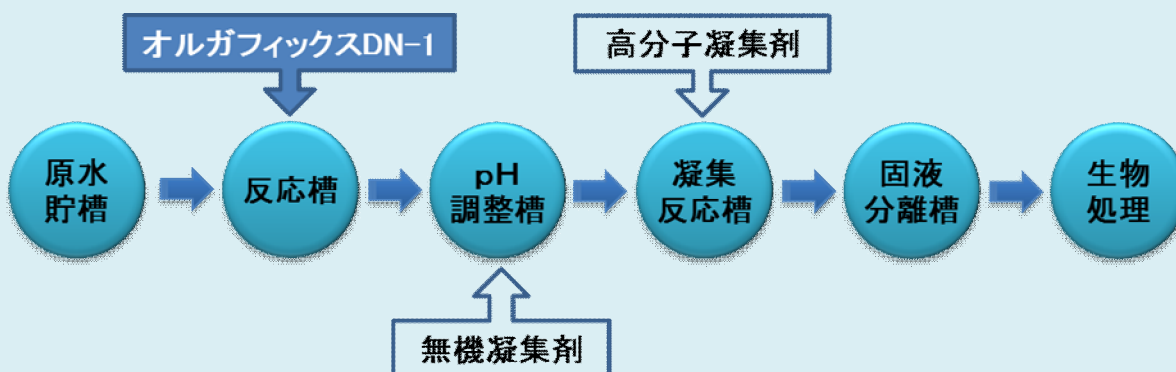 オルガフィックスDN-1
高分子凝集剤
原水
貯槽
反応槽
pH
調整槽
凝集
反応槽
固液
分離槽
生物
処理
無機凝集剤